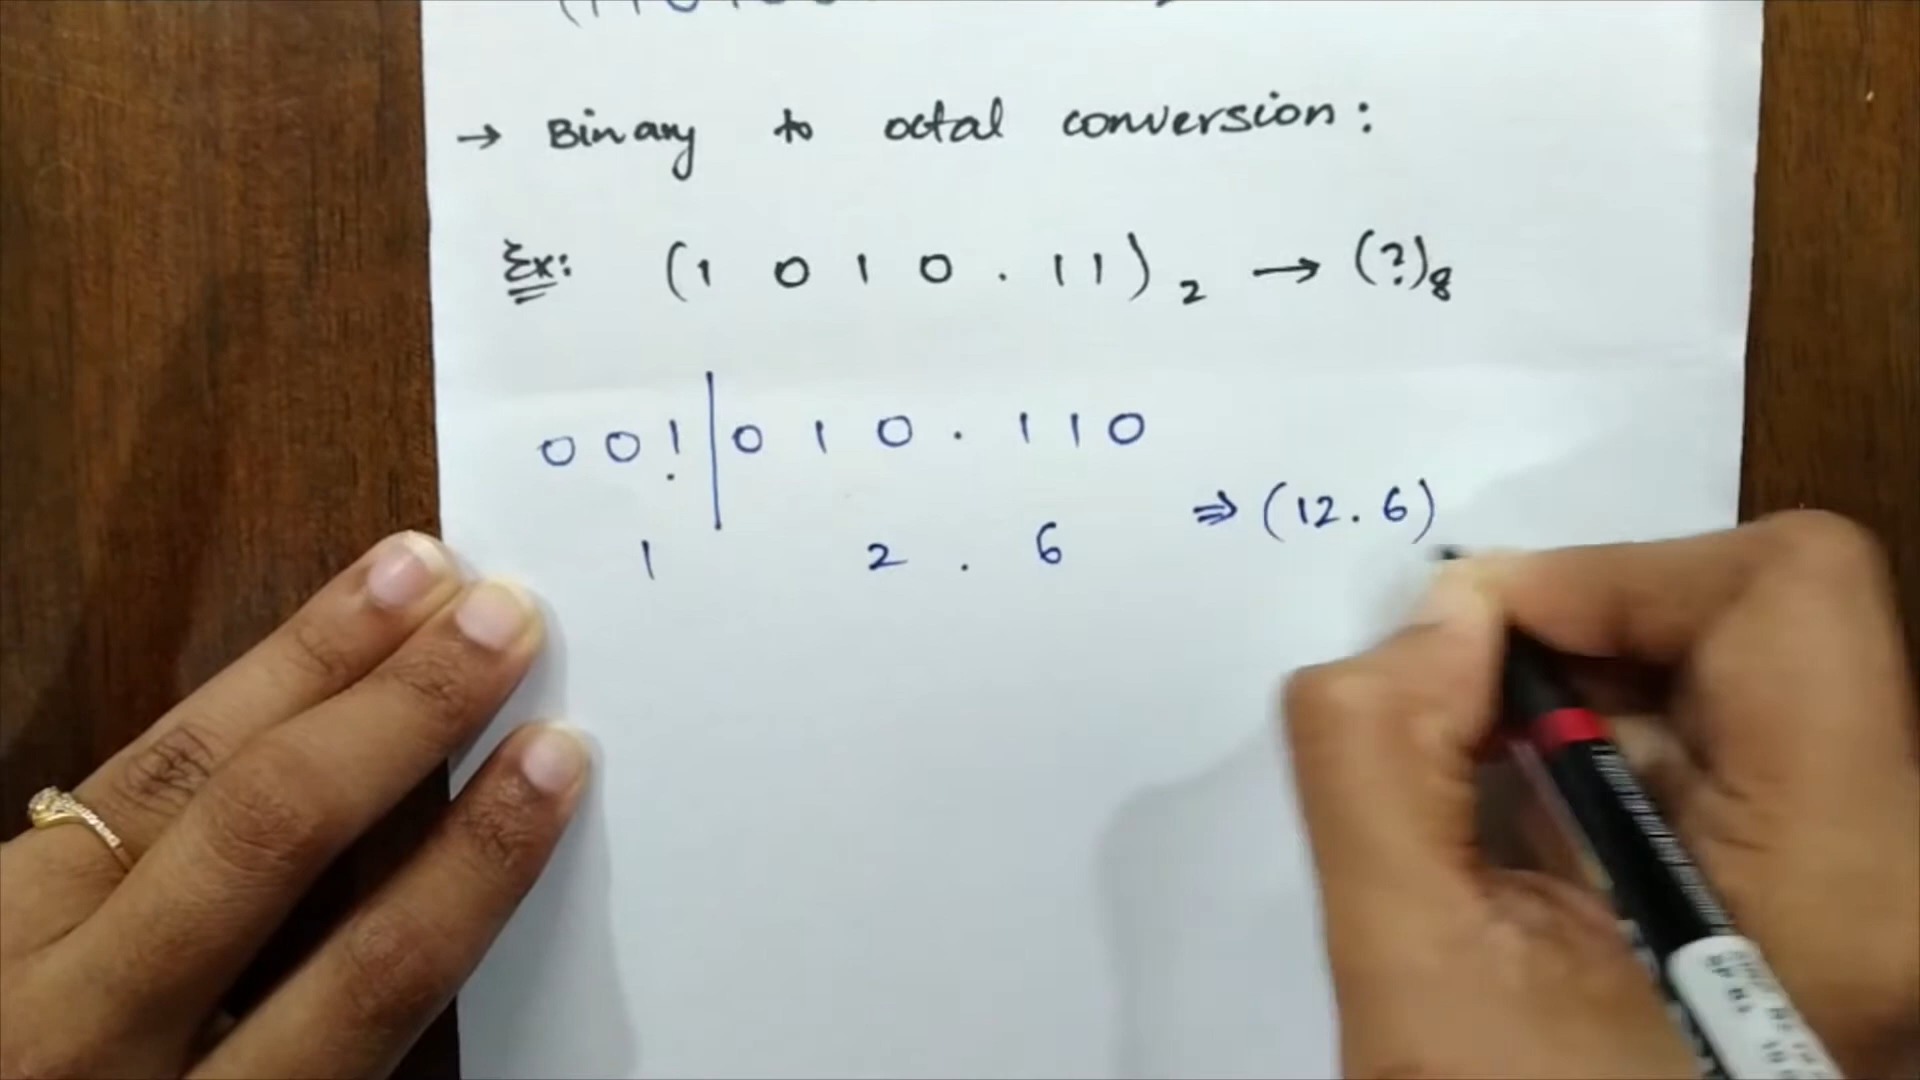 → Binary to octal conversion:
Ex: (1 0 1 0 . 1 1)₂ → (?)₈
0 0 1 | 0 1 0 . 1 1 0
1 2 . 6 ⇒ (12.6)